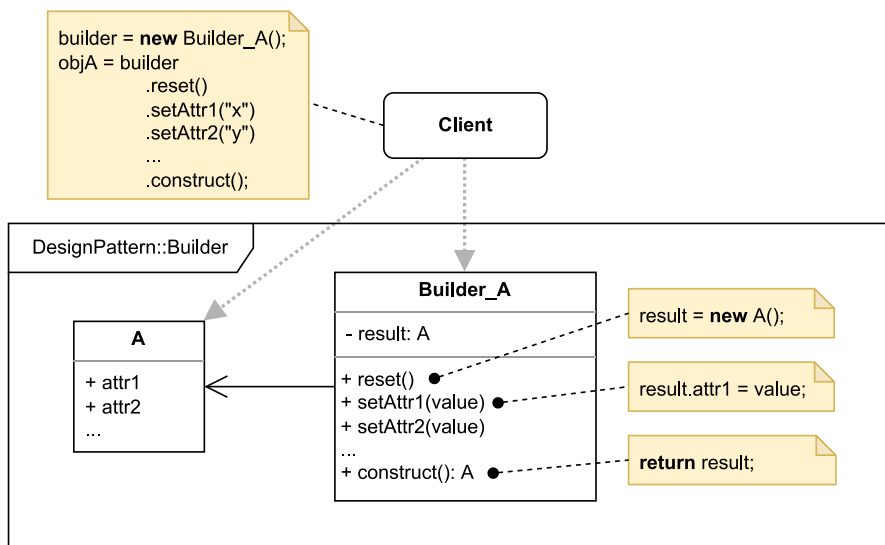 builder = new Builder_A();
objA = builder
.reset()
.setAttr1("x")
.setAttr2("y")
...
.construct();
Client
DesignPattern::Builder
A
+ attr1
+ attr2
...
Builder_A
- result: A
+ reset()
+ setAttr1(value)
+ setAttr2(value)
...
+ construct(): A
result = new A();
result.attr1 = value;
return result;